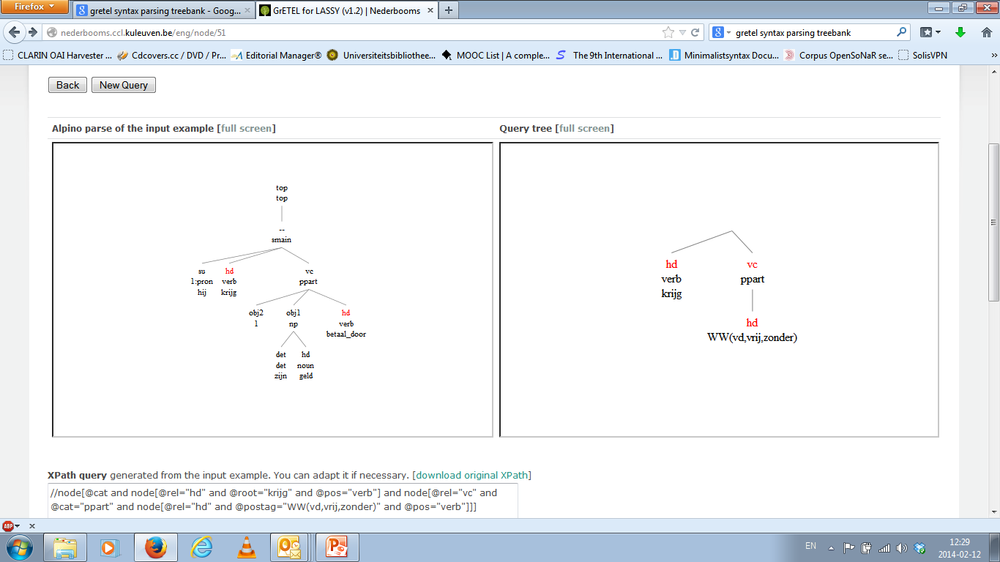 Firefox
gretel syntax parsing treebank - Goog...
GrETEL for LASSY (v1.2) | Nederbooms
nederbooms.ccl.kuleuven.be/eng/node/51
gretel syntax parsing treebank
CLARIN OAI Harvester ...
Cdcovers.cc / DVD / Pr...
Editorial Manager®
Universiteitsbibliothee...
MOOC List | A comple...
The 9th International ...
Minimalistsyntax Docu...
Corpus OpenSoNaR se...
SolisVPN
Back
New Query
Alpino parse of the input example [full screen]
Query tree [full screen]
top
top
--
smain
su hd vc
1:pron verb ppart
hij krijg
obj2 obj1 hd
1 np verb
betaal_door
det hd
det noun
zijn geld
hd vc
verb ppart
krijg
hd
WW(vd,vrij,zonder)
XPath query generated from the input example. You can adapt it if necessary. [download original XPath]
//node[@cat and node[@rel="hd" and @root="krijg" and @pos="verb"] and node[@rel="vc" and
@cat="ppart" and node[@rel="hd" and @postag="WW(vd,vrij,zonder)" and @pos="verb"]]]
ABP
EN
12:29
2014-02-12